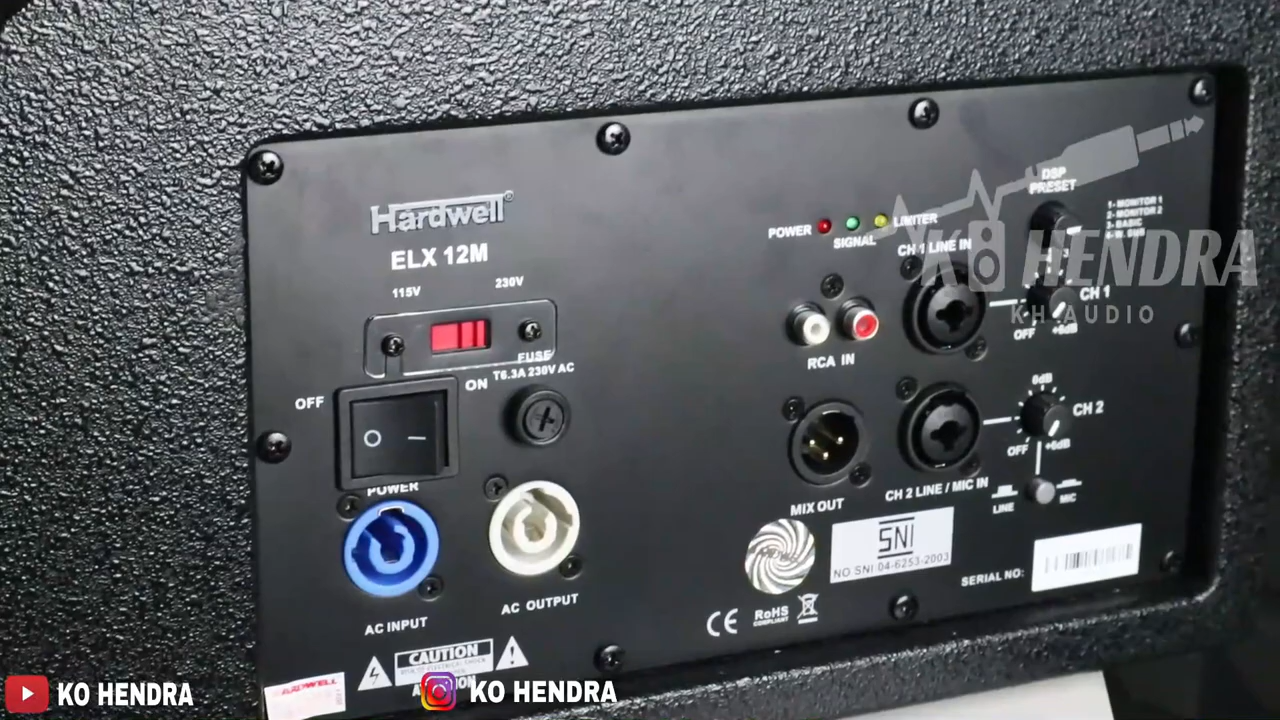 Hardwell®
ELX 12M
115V
230V
FUSE
T6.3A 230V AC
OFF
ON
POWER
AC INPUT
AC OUTPUT
CAUTION
POWER
SIGNAL
LIMITER
RCA IN
MIX OUT
CH 1 LINE IN
CH 2 LINE / MIC IN
DSP
PRESET
1- MONITOR 1
2- MONITOR 2
3- BASIC
CH 1
OFF
+6dB
0dB
CH 2
OFF
+6dB
LINE
MIC
SNI
NO SNI 04-6253-2003
SERIAL NO:
CE
RoHS
COMPLIANT
HARDWELL
KO HENDRA
KH AUDIO
KO HENDRA
KO HENDRA